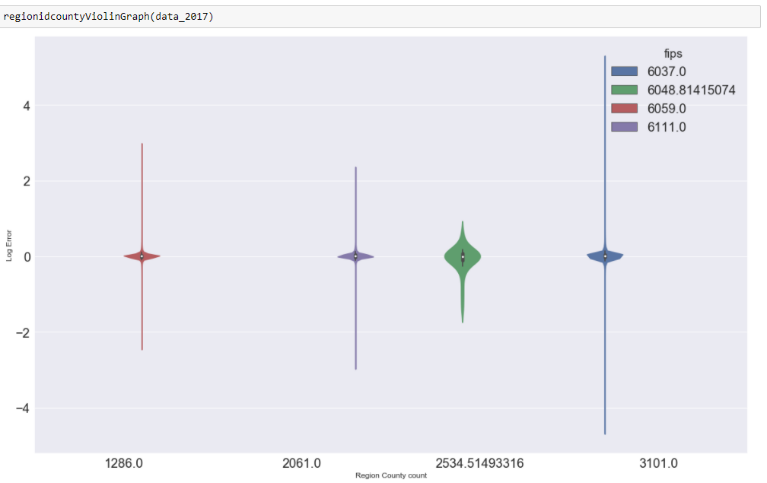 regionidcountyViolinGraph(data_2017)
fips
6037.0
6048.81415074
6059.0
6111.0
4
2
0
−2
−4
Log Error
1286.0 2061.0 2534.51493316 3101.0
Region County count